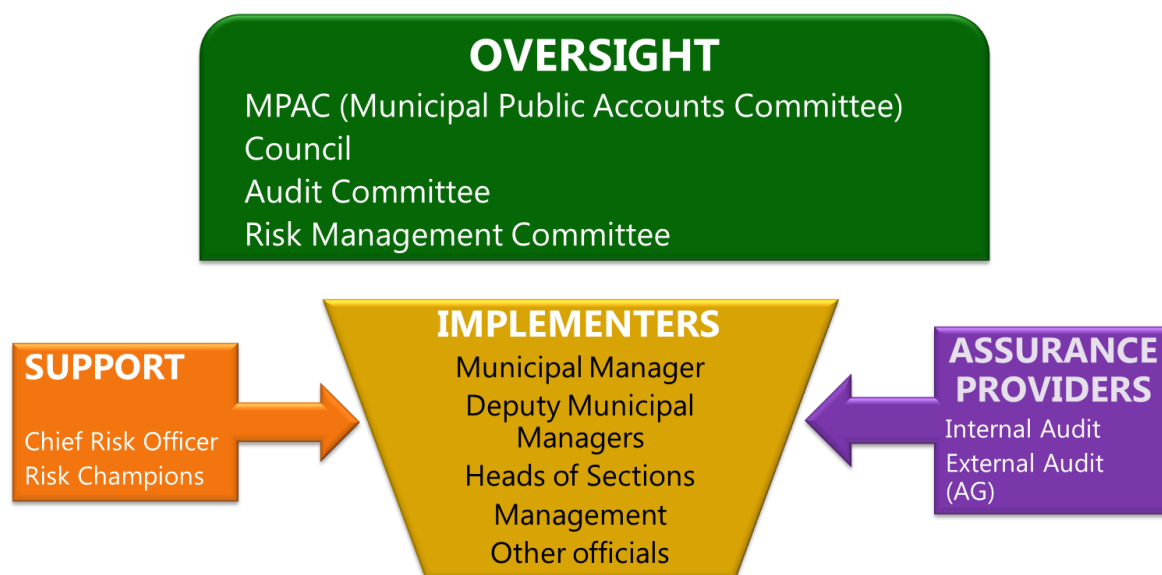 OVERSIGHT
MPAC (Municipal Public Accounts Committee)
Council
Audit Committee
Risk Management Committee
SUPPORT
Chief Risk Officer
Risk Champions
IMPLEMENTERS
Municipal Manager
Deputy Municipal
Managers
Heads of Sections
Management
Other officials
ASSURANCE
PROVIDERS
Internal Audit
External Audit
(AG)